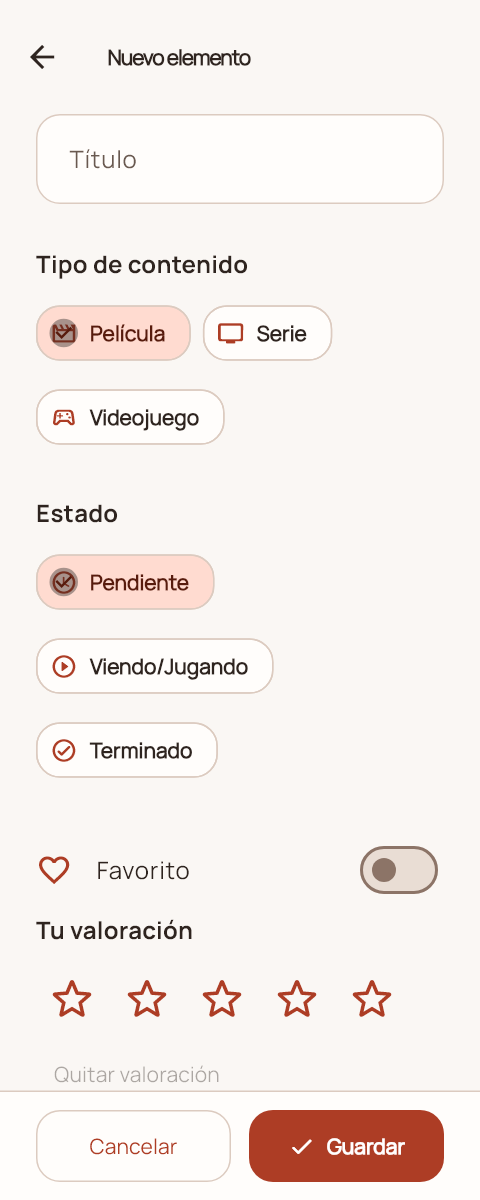 Nuevo elemento
Título
Tipo de contenido
Película
Serie
Videojuego
Estado
Pendiente
Viendo/Jugando
Terminado
Favorito
Tu valoración
Quitar valoración
Cancelar
Guardar